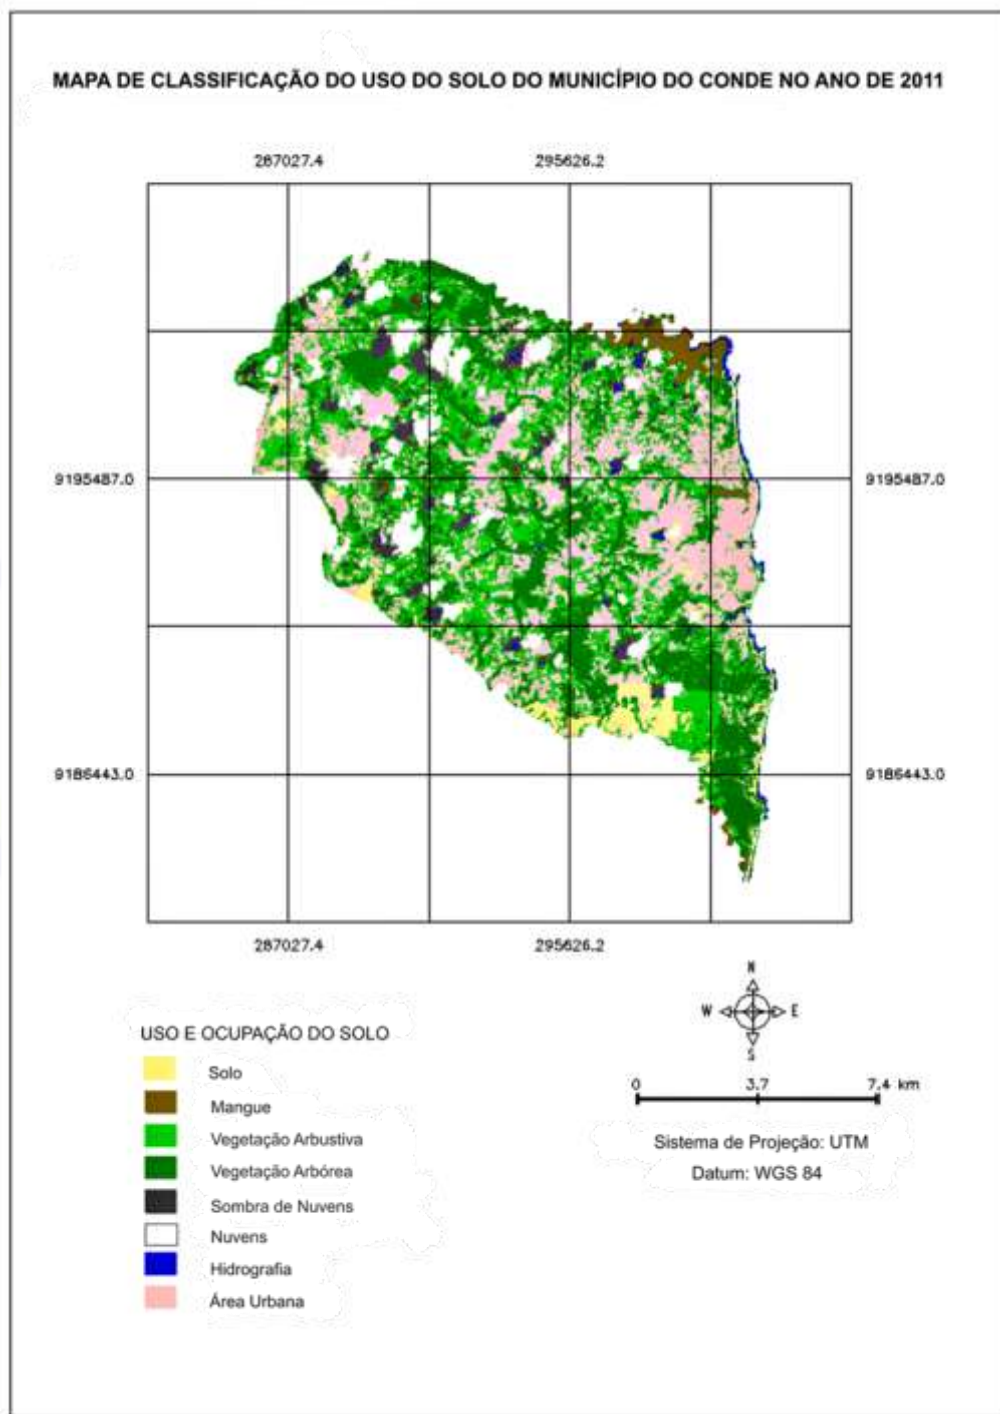 MAPA DE CLASSIFICAÇÃO DO USO DO SOLO DO MUNICÍPIO DO CONDE NO ANO DE 2011
287027.4 295626.2
9195487.0 9195487.0
9186443.0 9186443.0
287027.4 295626.2
N
W E
S
USO E OCUPAÇÃO DO SOLO
Solo
Mangue
Vegetação Arbustiva
Vegetação Arbórea
Sombra de Nuvens
Nuvens
Hidrografia
Área Urbana
0 3.7 7.4 km
Sistema de Projeção: UTM
Datum: WGS 84